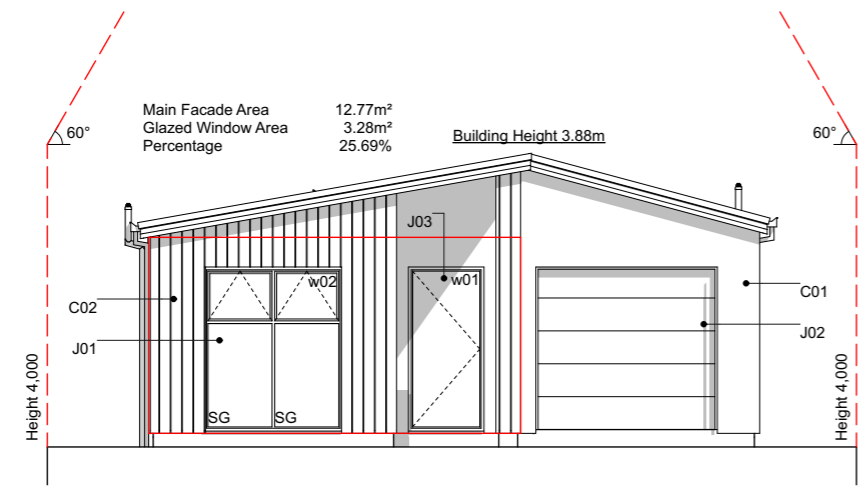 Main Facade Area 12.77m²
Glazed Window Area 3.28m²
Percentage 25.69%
Building Height 3.88m
60°
60°
J03
w02
w01
C02
C01
J01
J02
SG SG
Height 4,000
Height 4,000